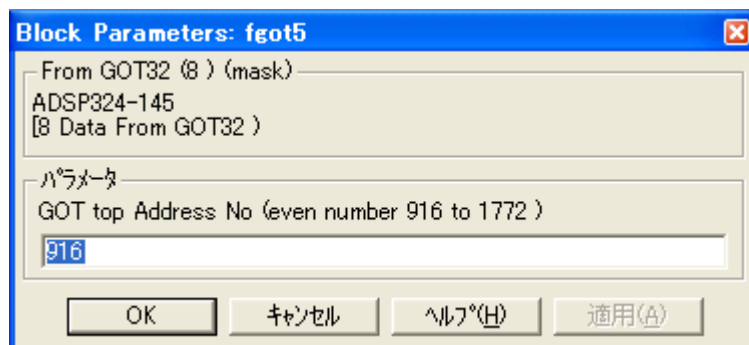 Block Parameters: fgot5
From GOT32 (8 ) (mask)
ADSP324-145
[8 Data From GOT32 )
パラメータ
GOT top Address No (even number 916 to 1772 )
916
OK キャンセル ヘルプ(H) 適用(A)